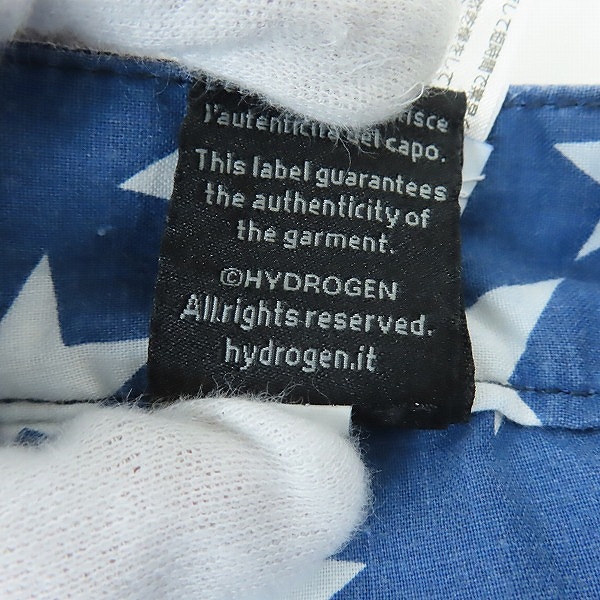 l'autenticità del capo.
This label guarantees
the authenticity of
the garment.
©HYDROGEN
All rights reserved.
hydrogen.it